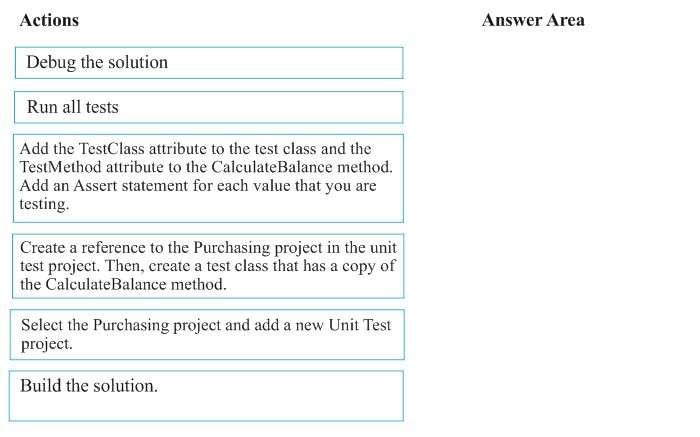 Actions
Answer Area
Debug the solution
Run all tests
Add the TestClass attribute to the test class and the
TestMethod attribute to the CalculateBalance method.
Add an Assert statement for each value that you are
testing.
Create a reference to the Purchasing project in the unit
test project. Then, create a test class that has a copy of
the CalculateBalance method.
Select the Purchasing project and add a new Unit Test
project.
Build the solution.